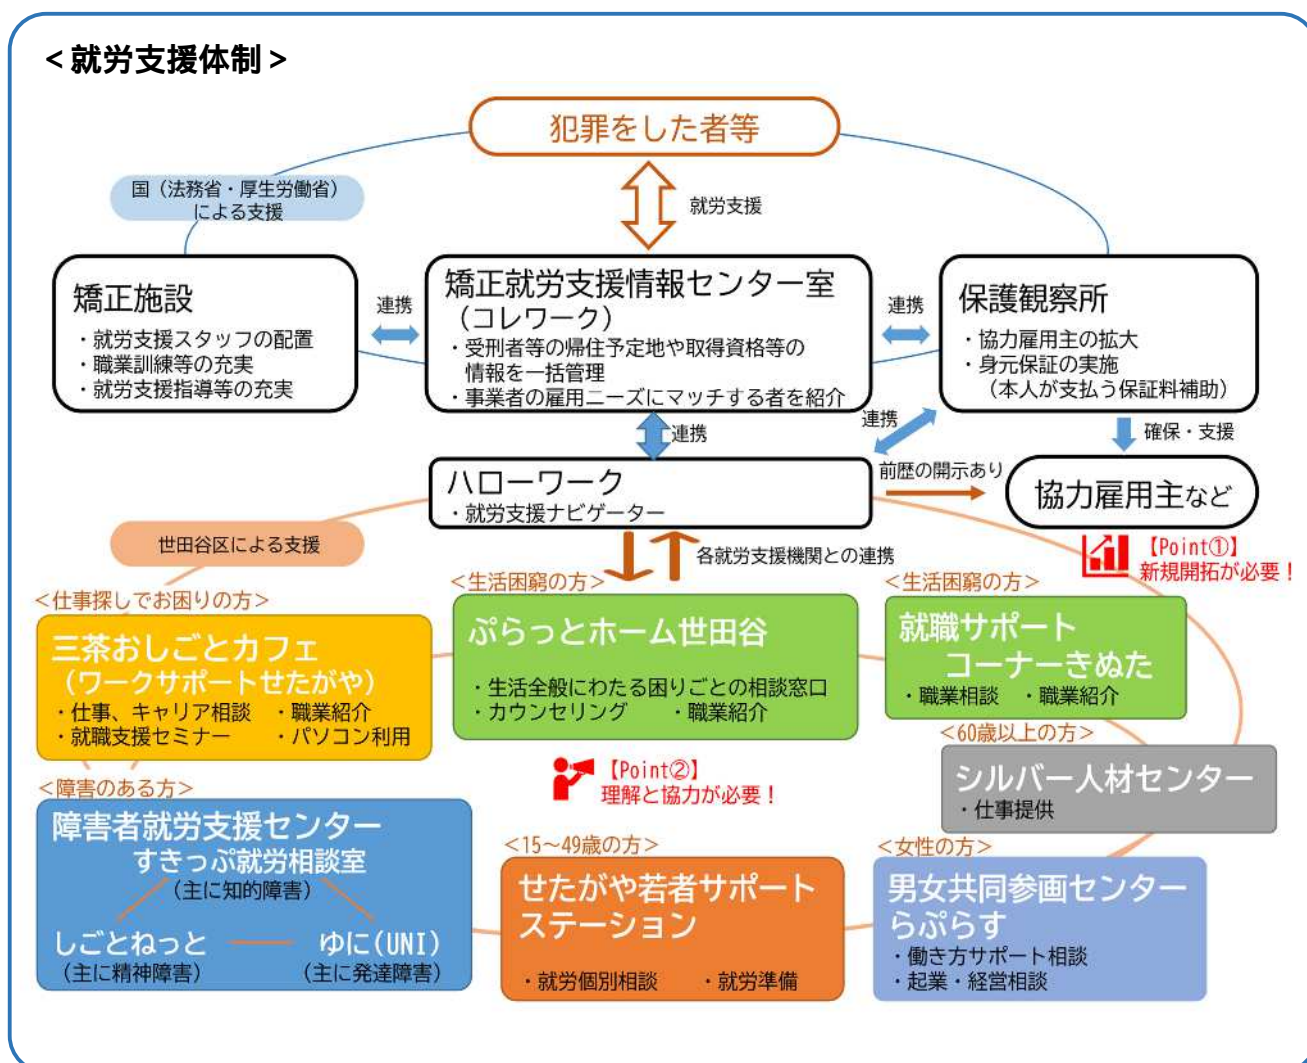 ＜就労支援体制＞
犯罪をした者等
国（法務省・厚生労働省）
による支援
就労支援
矯正施設
・就労支援スタッフの配置
・職業訓練等の充実
・就労支援指導等の充実
連携
矯正就労支援情報センター室
（コレワーク）
・受刑者等の帰住予定地や取得資格等の
情報を一括管理
・事業者の雇用ニーズにマッチする者を紹介
連携
保護観察所
・協力雇用主の拡大
・身元保証の実施
（本人が支払う保証料補助）
連携
連携
確保・支援
ハローワーク
・就労支援ナビゲーター
前歴の開示あり
協力雇用主など
世田谷区による支援
各就労支援機関との連携
【Point①】
新規開拓が必要！
＜仕事探しでお困りの方＞
三茶おしごとカフェ
（ワークサポートせたがや）
・仕事、キャリア相談　・職業紹介
・就職支援セミナー　・パソコン利用
＜生活困窮の方＞
ぷらっとホーム世田谷
・生活全般にわたる困りごとの相談窓口
・カウンセリング　・職業紹介
＜生活困窮の方＞
就職サポート
コーナーきぬた
・職業相談　・職業紹介
＜60歳以上の方＞
シルバー人材センター
・仕事提供
【Point②】
理解と協力が必要！
＜障害のある方＞
障害者就労支援センター
すきっぷ就労相談室
（主に知的障害）
しごとねっと
（主に精神障害）
ゆに(UNI)
（主に発達障害）
＜15～49歳の方＞
せたがや若者サポート
ステーション
・就労個別相談　・就労準備
＜女性の方＞
男女共同参画センター
らぷらす
・働き方サポート相談
・起業・経営相談